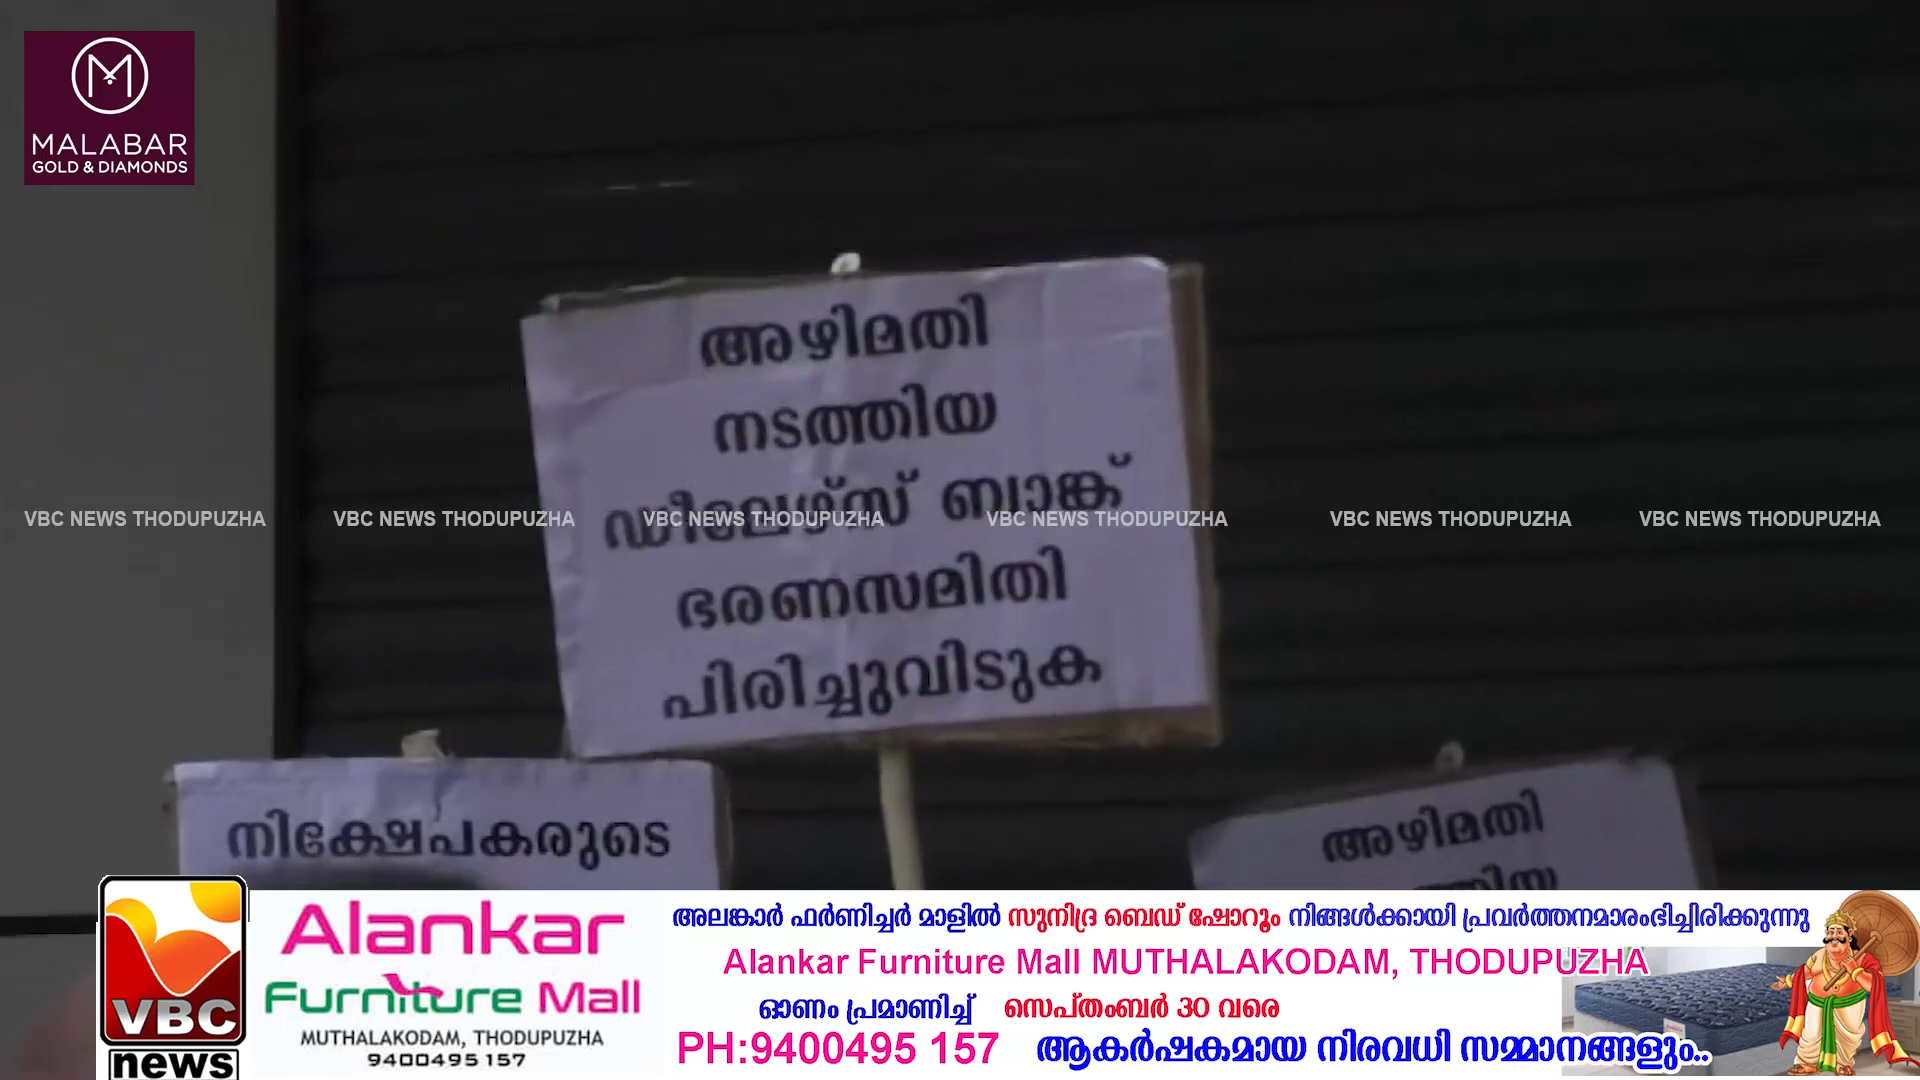 MALABAR
GOLD & DIAMONDS
അഴിമതി
നടത്തിയ
ഡീലേഴ്സ് ബാങ്ക്
ഭരണസമിതി
പിരിച്ചുവിടുക
VBC NEWS THODUPUZHA VBC NEWS THODUPUZHA VBC NEWS THODUPUZHA VBC NEWS THODUPUZHA VBC NEWS THODUPUZHA VBC NEWS THODUPUZHA
നിക്ഷേപകരുടെ
അഴിമതി
VBC
news
Alankar
Furniture Mall
MUTHALAKODAM, THODUPUZHA
9400495157
അലങ്കാർ ഫർണിച്ചർ മാളിൽ സുനിദ്ര ബെഡ് ഷോറൂം നിങ്ങൾക്കായി പ്രവർത്തനമാരംഭിച്ചിരിക്കുന്നു
Alankar Furniture Mall MUTHALAKODAM, THODUPUZHA
ഓണം പ്രമാണിച്ച് സെപ്തംബർ 30 വരെ
PH:9400495 157 ആകർഷകമായ നിരവധി സമ്മാനങ്ങളും..